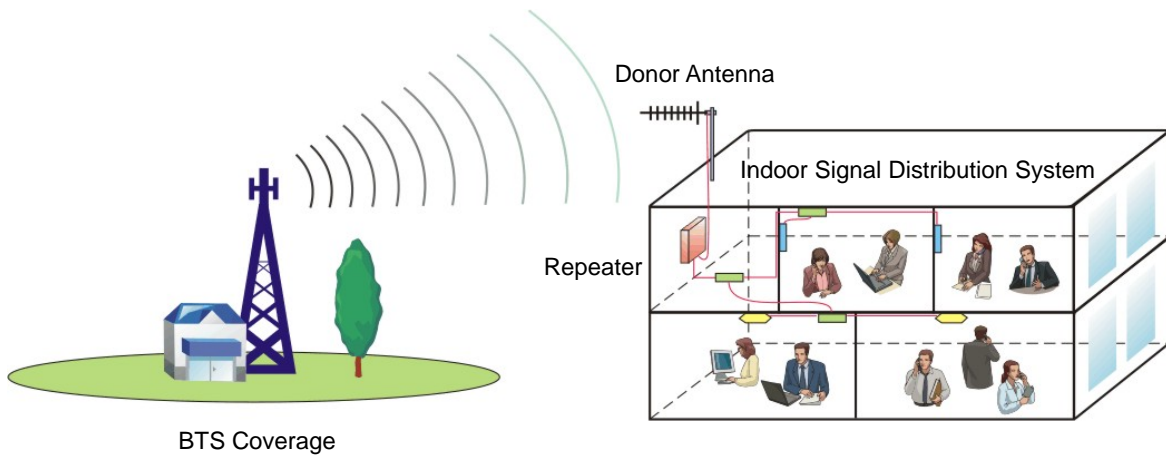 Donor Antenna
Indoor Signal Distribution System
Repeater
BTS Coverage